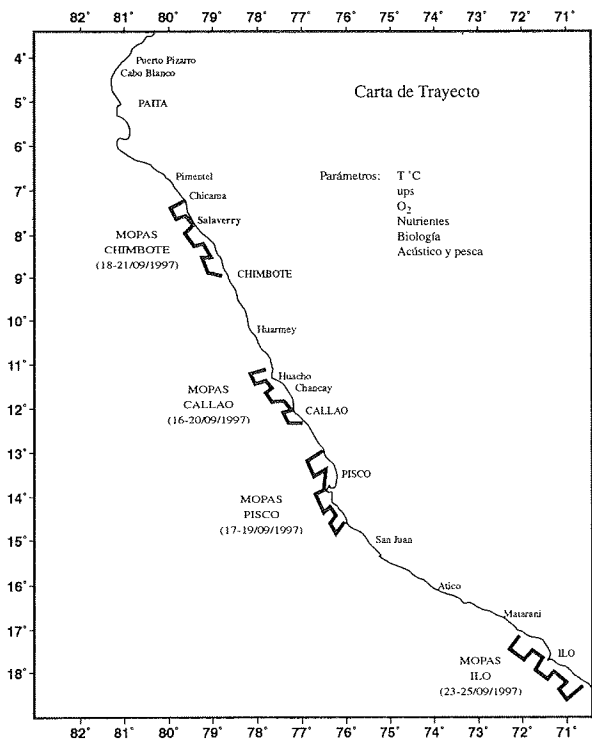 82° 81° 80° 79° 78° 77° 76° 75° 74° 73° 72° 71°
4°
Puerto Pizarro
Cabo Blanco
Carta de Trayecto
5°
PAITA
6°
Pimentel
Parámetros: T °C
ups
O2
Nutrientes
Biología
Acústico y pesca
7°
Chicama
Salaverry
MOPAS
CHIMBOTE
(18-21/09/1997)
8°
9°
CHIMBOTE
10°
Huarmey
11°
Huacho
Chancay
MOPAS
CALLAO
(16-20/09/1997)
12°
CALLAO
13°
PISCO
14°
MOPAS
PISCO
(17-19/09/1997)
15°
San Juan
16°
Atico
Matarani
17°
ILO
MOPAS
ILO
(23-25/09/1997)
18°
82° 81° 80° 79° 78° 77° 76° 75° 74° 73° 72° 71°